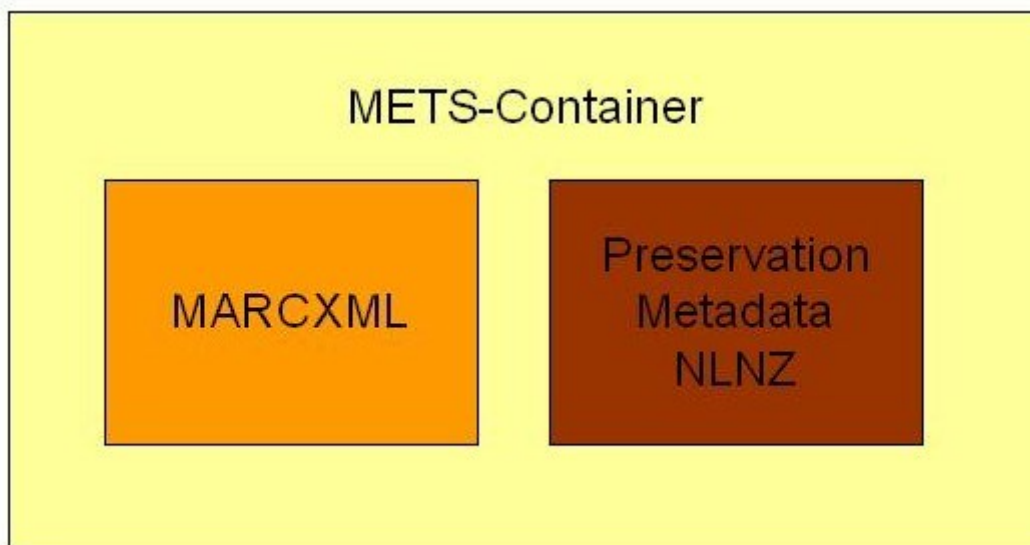 METS-Container
MARCXML
Preservation
Metadata
NLNZ